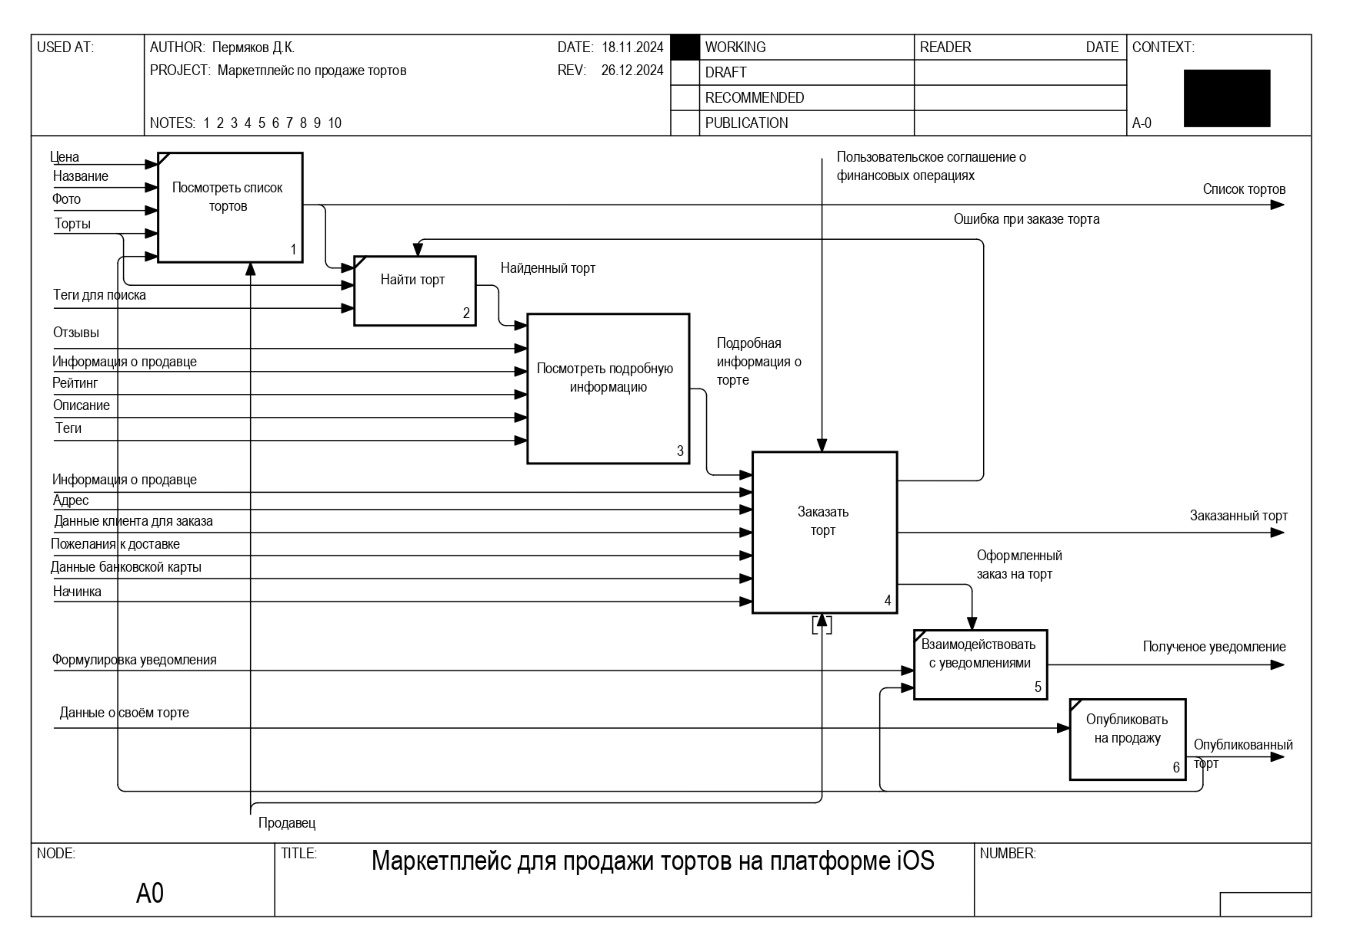 USED AT:
AUTHOR: Пермяков Д.К.
DATE: 18.11.2024
WORKING
READER
DATE
CONTEXT:
PROJECT: Маркетплейс по продаже тортов
REV: 26.12.2024
DRAFT
RECOMMENDED
NOTES: 1 2 3 4 5 6 7 8 9 10
PUBLICATION
A-0
Цена
Название
Фото
Торты
Посмотреть список
тортов
1
Пользовательское соглашение о
финансовых операциях
Список тортов
Ошибка при заказе торта
Найти торт
2
Найденный торт
Теги для поиска
Отзывы
Информация о продавце
Рейтинг
Описание
Теги
Посмотреть подробную
информацию
3
Подробная
информация о
торте
Информация о продавце
Адрес
Данные клиента для заказа
Пожелания к доставке
Данные банковской карты
Начинка
Заказать
торт
4
Заказанный торт
Оформленный
заказ на торт
Взаимодействовать
с уведомлениями
5
Полученое уведомление
Формулировка уведомления
Данные о своём торте
Опубликовать
на продажу
6
Опубликованный
торт
Продавец
NODE:
A0
TITLE:
Маркетплейс для продажи тортов на платформе iOS
NUMBER: